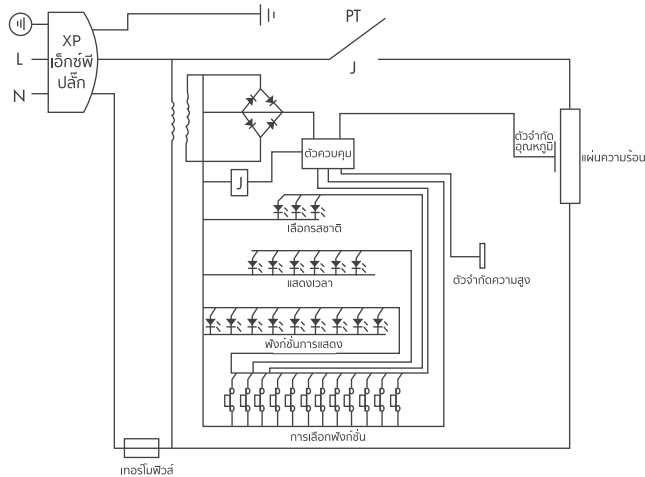 PT
XP
เอ็กซ์พี
ปลั๊ก
L
N
J
ตัวจำกัด
อุณหภูมิ
แผ่นความร้อน
ตัวควบคุม
J
เลือกรสชาติ
แสดงเวลา
ตัวจำกัดความสูง
ฟังก์ชั่นการแสดง
การเลือกฟังก์ชั่น
เทอร์โมฟิวส์